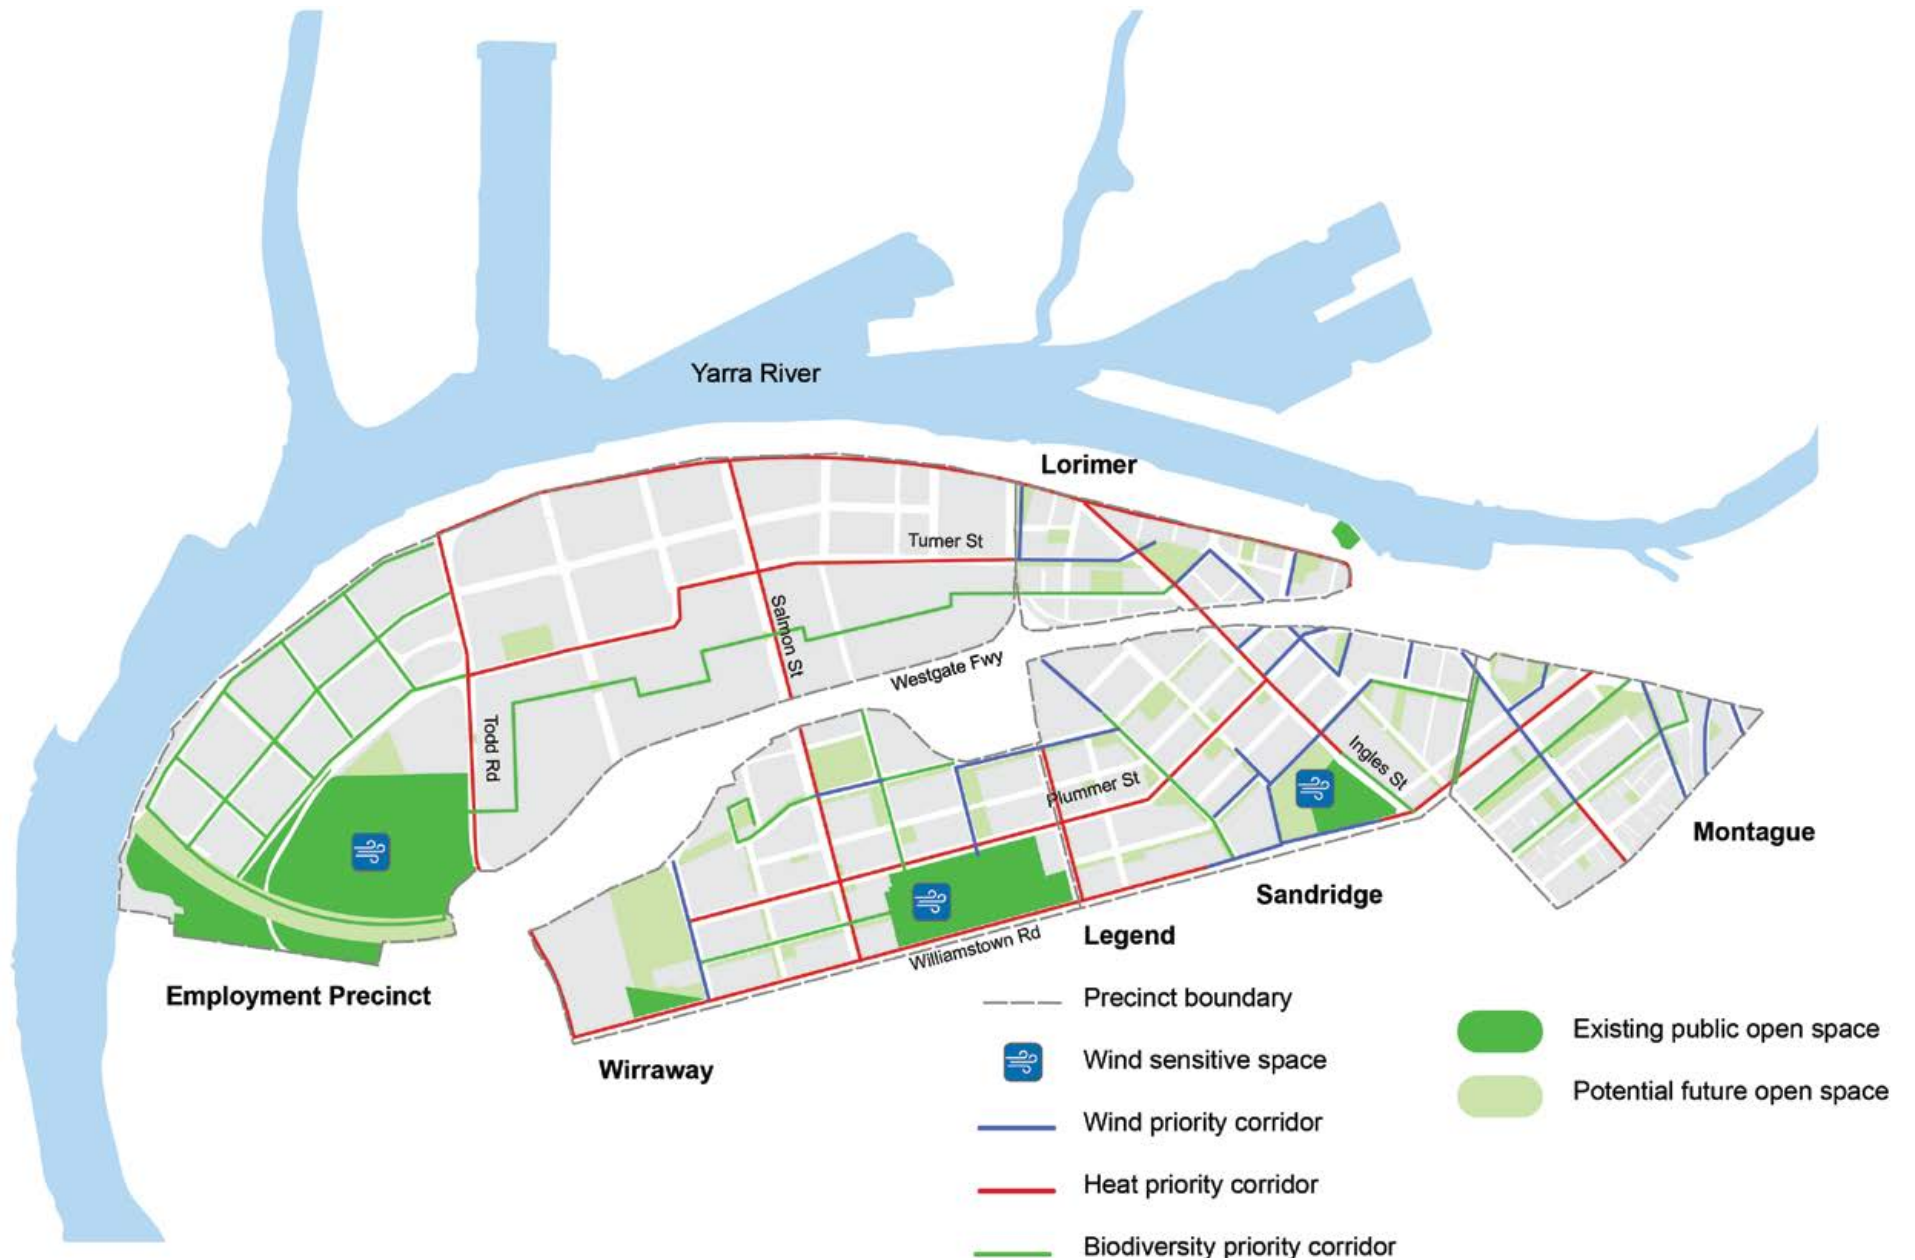 Yarra River
Lorimer
Turner St
Salmon St
Westgate Fwy
Todd Rd
Ingles St
Plummer St
Montague
Sandridge
Williamstown Rd
Employment Precinct
Wirraway
Legend
Precinct boundary
Wind sensitive space
Wind priority corridor
Heat priority corridor
Biodiversity priority corridor
Existing public open space
Potential future open space